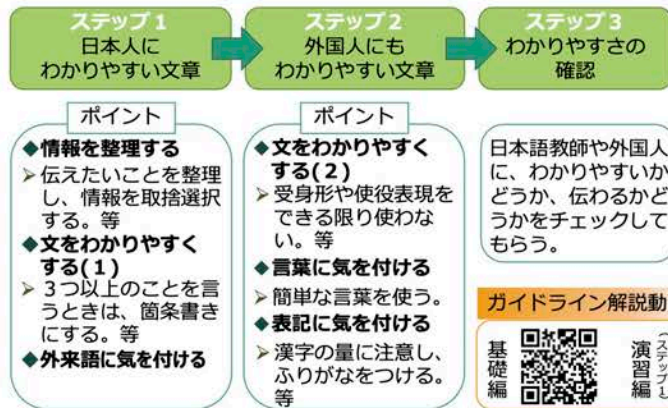 ステップ1
日本人に
わかりやすい文章
ステップ2
外国人にも
わかりやすい文章
ステップ3
わかりやすさの
確認
ポイント
◆情報を整理する
➢伝えたいことを整理
し、情報を取捨選択
する。等
◆文をわかりやすく
する(1)
➢3つ以上のことを言
うときは、箇条書き
にする。等
◆外来語に気を付ける
ポイント
◆文をわかりやすく
する(2)
➢受身形や使役表現を
できる限り使わな
い。等
◆言葉に気を付ける
➢簡単な言葉を使う。
◆表記に気を付ける
➢漢字の量に注意し、
ふりがなをつける。
等
日本語教師や外国人
に、わかりやすいか
どうか、伝わるかど
うかをチェックして
もらう。
ガイドライン解説動
基礎編
演習編
(ステップ1)